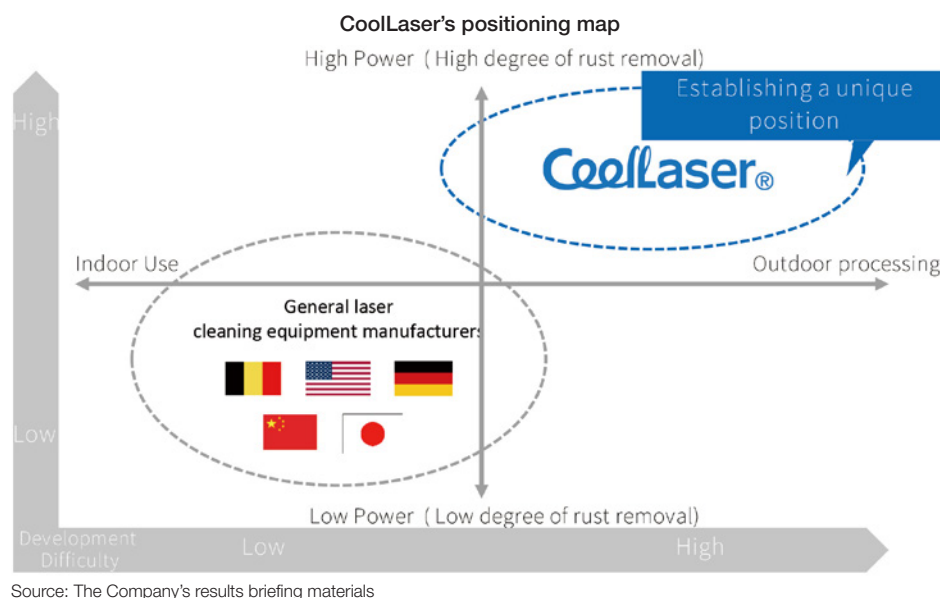 CoolLaser's positioning map
High Power ( High degree of rust removal)
Establishing a unique
position
High
CoolLaser®
Indoor Use
Outdoor processing
General laser
cleaning equipment manufacturers
Low
Low Power ( Low degree of rust removal)
Development
Difficulty
Low
High
Source: The Company's results briefing materials